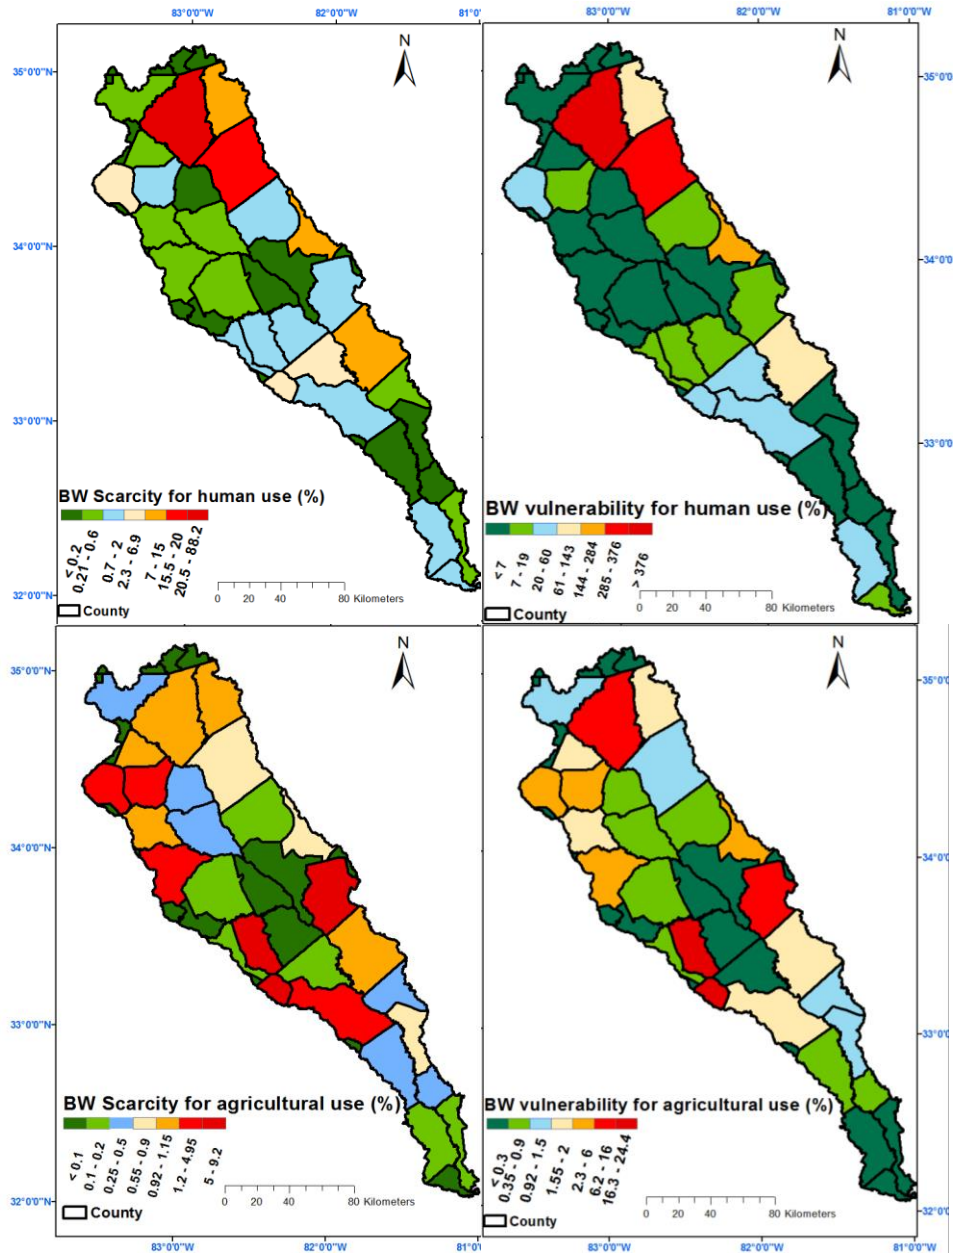 83°0'0"W 82°0'0"W 81°0'
83°0'0"W 82°0'0"W 81°0'0"W
N
N
35°0'0"N
35°0'0
34°0'0"N
34°0'0
33°0'0"N
33°0'0
32°0'0"N
BW Scarcity for human use (%)
< 0.2
0.21 - 0.6
0.7 - 2
2.3 - 6.9
7 - 15
15.5 - 20
20.5 - 88.2
0 20 40 80 Kilometers
County
BW vulnerability for human use (%)
< 7
7 - 19
20 - 60
61 - 143
144 - 284
285 - 376
> 376
0 20 40 80 Kilometers
County
N
N
35°0'0"N
35°0'0
34°0'0"N
34°0'0
33°0'0"N
33°0'0
32°0'0"N
32°0'0
BW Scarcity for agricultural use (%)
< 0.1
0.1 - 0.2
0.25 - 0.5
0.55 - 0.9
0.92 - 1.15
1.2 - 4.95
5 - 9.2
0 20 40 80 Kilometers
County
BW vulnerability for agricultural use (%)
< 0.3
0.35 - 0.9
0.92 - 1.5
1.55 - 2
2.3 - 6
6.2 - 16
16.3 - 24.4
0 20 40 80 Kilometers
County
83°0'0"W 82°0'0"W 81°0'
83°0'0"W 82°0'0"W 81°0'0"W